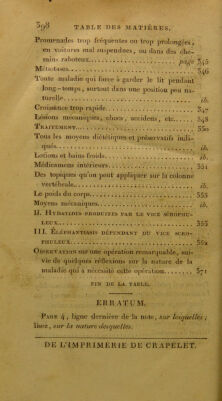 398 TABLE DES MATIÈRES.
Promenades trop fréquentes ou trop prolongées,
en voitures mal suspendues, ou dans des che-
mins raboteux........ page 345
Métastases........ 346
Toute maladie qui force à garder le lit pendant
long-temps, surtout dans une position peu na-
turelle........ ib.
Croissance trop rapide........ 347
Lésions mécaniques, chocs, accidens, etc. 348
TRAITEMENT........ 350
Tous les moyens diététiques et préservatifs indi-
qués........ ib.
Lotions et bains froids........ ib.
Médicamens intérieurs........ 351
Des topiques qu'on peut appliquer sur la colonne
vertébrale........ ib.
Le poids du corps........ 353
Moyens mécaniques........ ib.
II. HYDATIDES PRODUITES PAR LE VICE SCROPHU-
LEUX........ 355
III. ÉLÉPHANTIASIS DÉPENDANT DU VICE SCRO-
PHULEUX........
OBSERVATION sur une opération remarquable, sui-
vie de quelques réflexions sur la nature de la
maladie qui a nécessité cette opération........ 371
FIN DE LA TABLE.
ERRATUM.
PAGE 4, ligne dernière de la note, sur lesquelles;
lisez, sur la nature desquelles.
DE L'IMPRIMERIE DE CRAPELET.